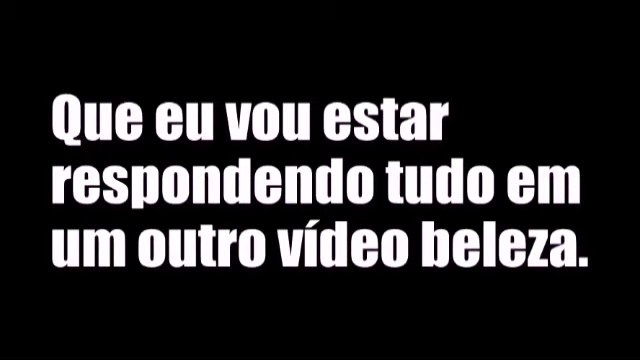 Que eu vou estar
respondendo tudo em
um outro vídeo beleza.